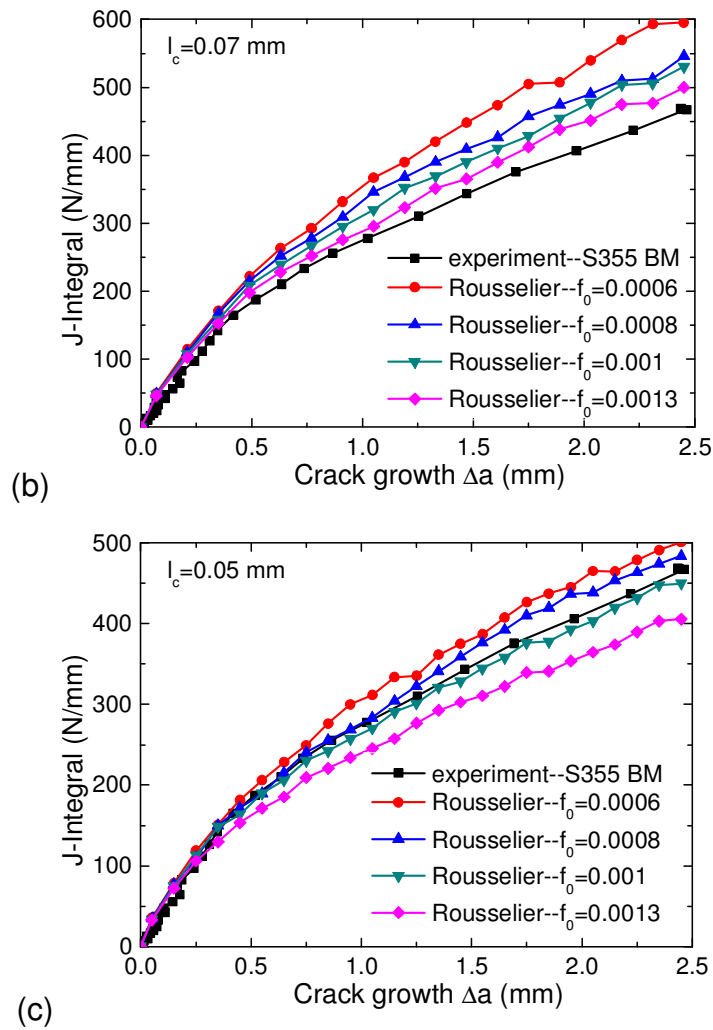 l_c=0.07 mm
J-Integral (N/mm)
600
500
400
300
200
100
0
experiment--S355 BM
Rousselier--f_0=0.0006
Rousselier--f_0=0.0008
Rousselier--f_0=0.001
Rousselier--f_0=0.0013
0.0 0.5 1.0 1.5 2.0 2.5
Crack growth Δa (mm)
(b)
l_c=0.05 mm
J-Integral (N/mm)
500
400
300
200
100
0
experiment--S355 BM
Rousselier--f_0=0.0006
Rousselier--f_0=0.0008
Rousselier--f_0=0.001
Rousselier--f_0=0.0013
0.0 0.5 1.0 1.5 2.0 2.5
Crack growth Δa (mm)
(c)